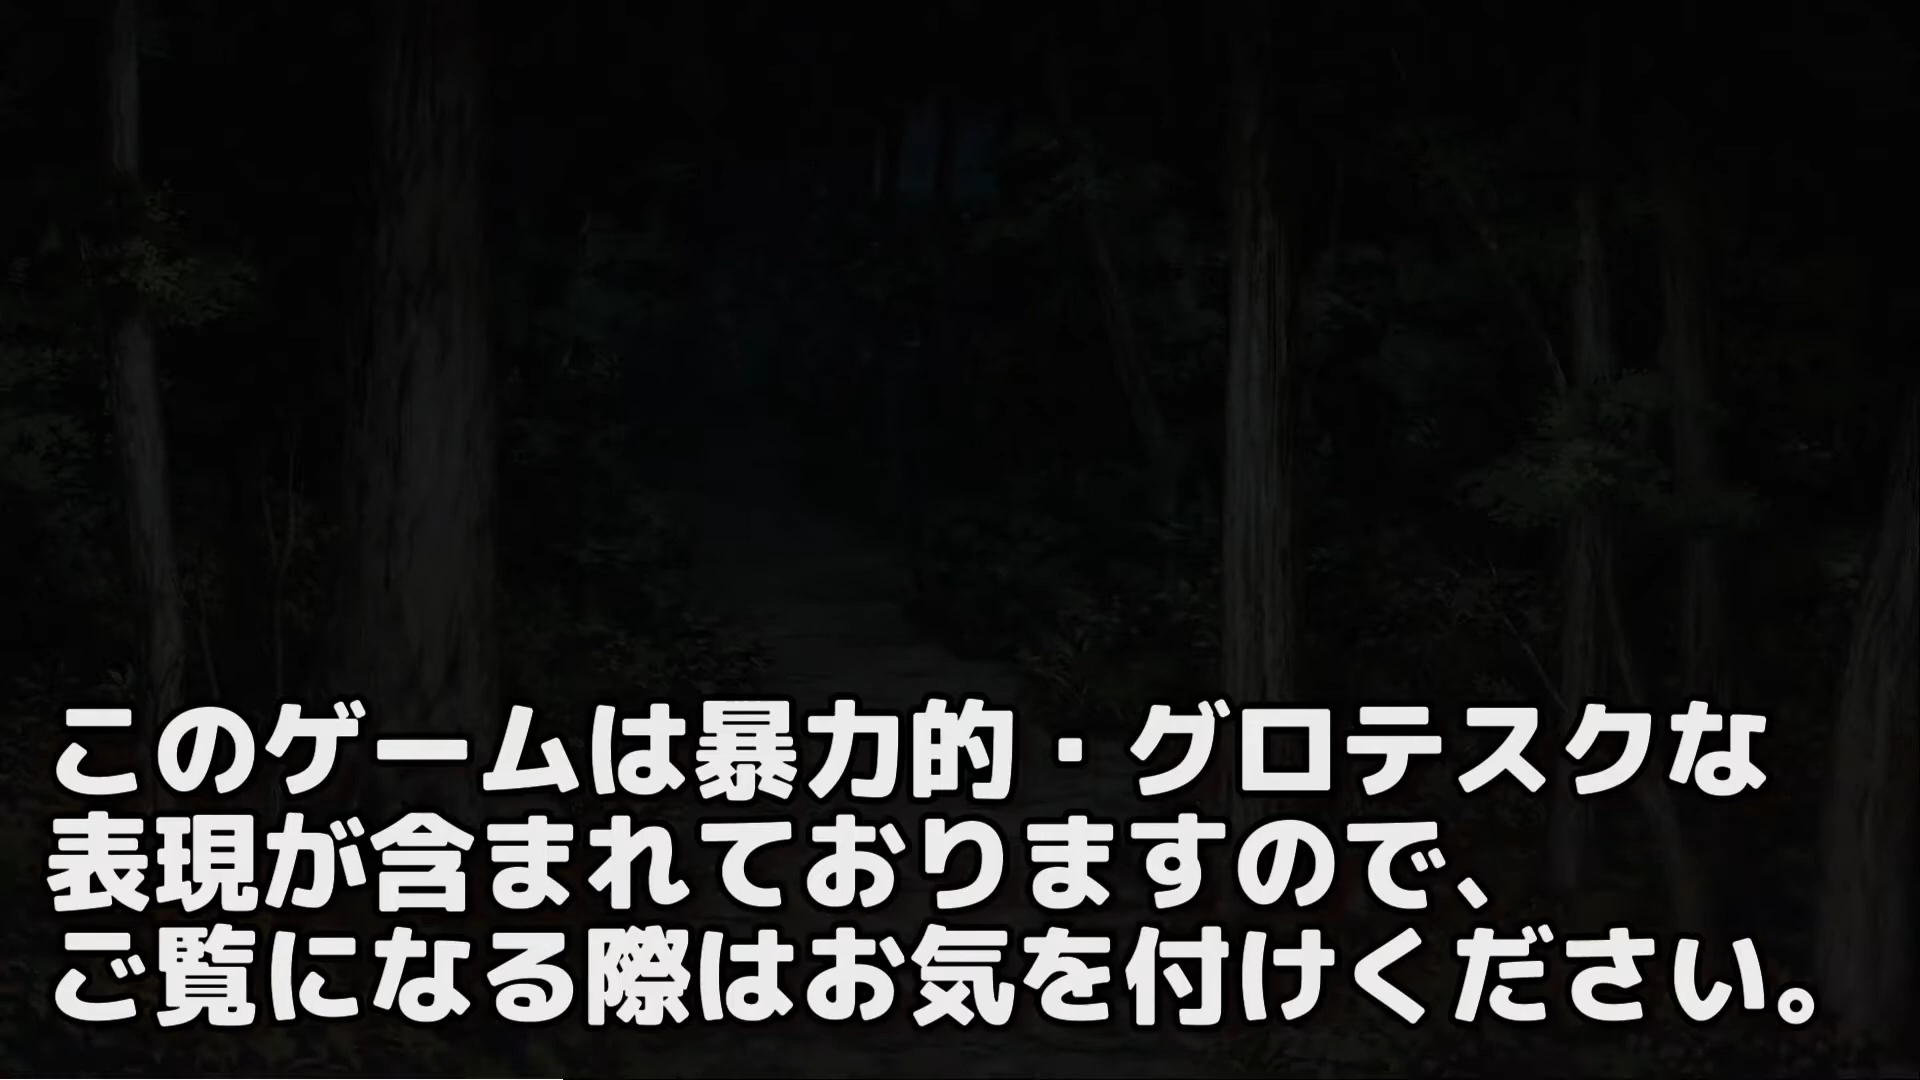 このゲームは暴力的・グロテスクな
表現が含まれておりますので、
ご覧になる際はお気を付けください。